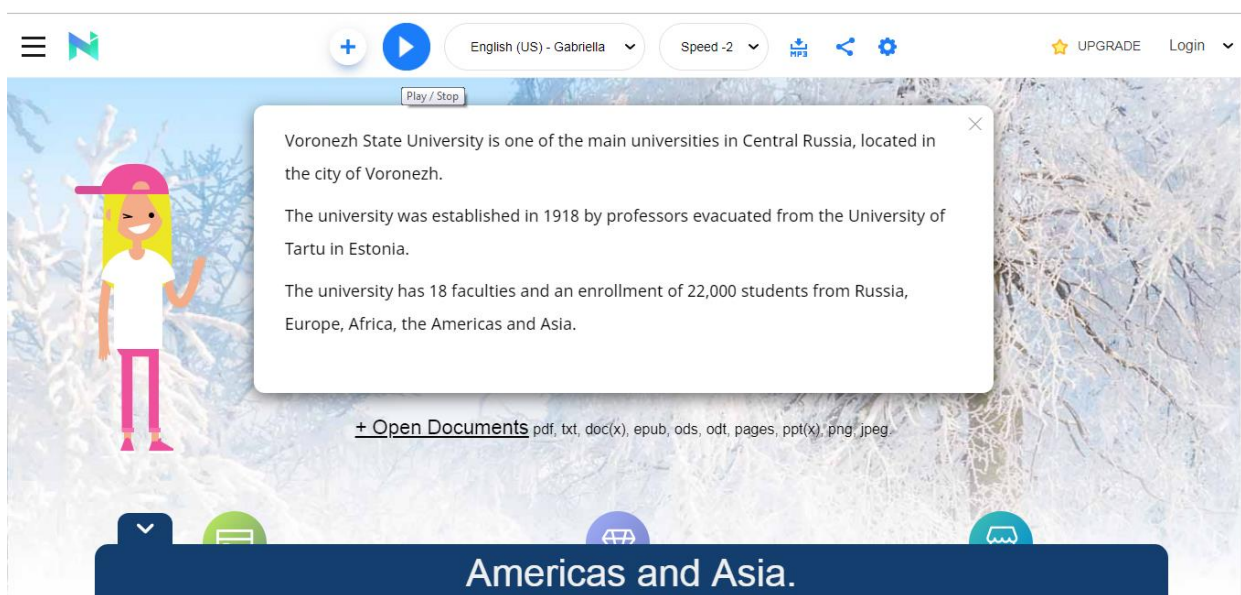 English (US) - Gabriella
Speed -2
MP3
UPGRADE
Login
Play / Stop
Voronezh State University is one of the main universities in Central Russia, located in
the city of Voronezh.
The university was established in 1918 by professors evacuated from the University of
Tartu in Estonia.
The university has 18 faculties and an enrollment of 22,000 students from Russia,
Europe, Africa, the Americas and Asia.
+ Open Documents pdf, txt, doc(x), epub, ods, odt, pages, ppt(x), png, jpeg.
Americas and Asia.